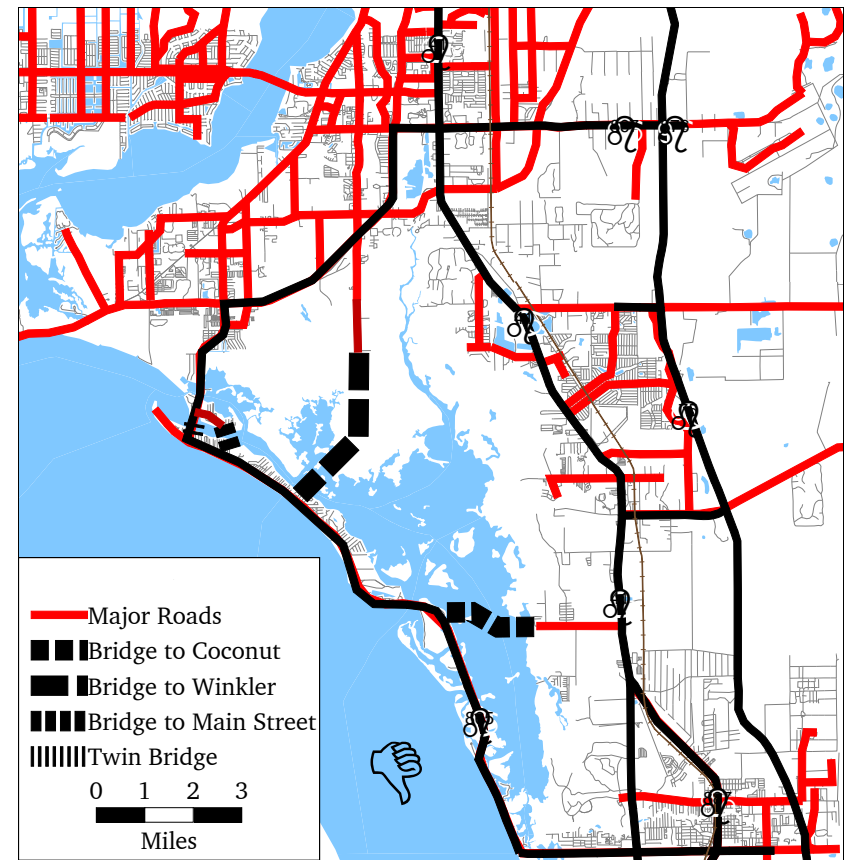 Major Roads
Bridge to Coconut
Bridge to Winkler
Bridge to Main Street
Twin Bridge
0 1 2 3
Miles